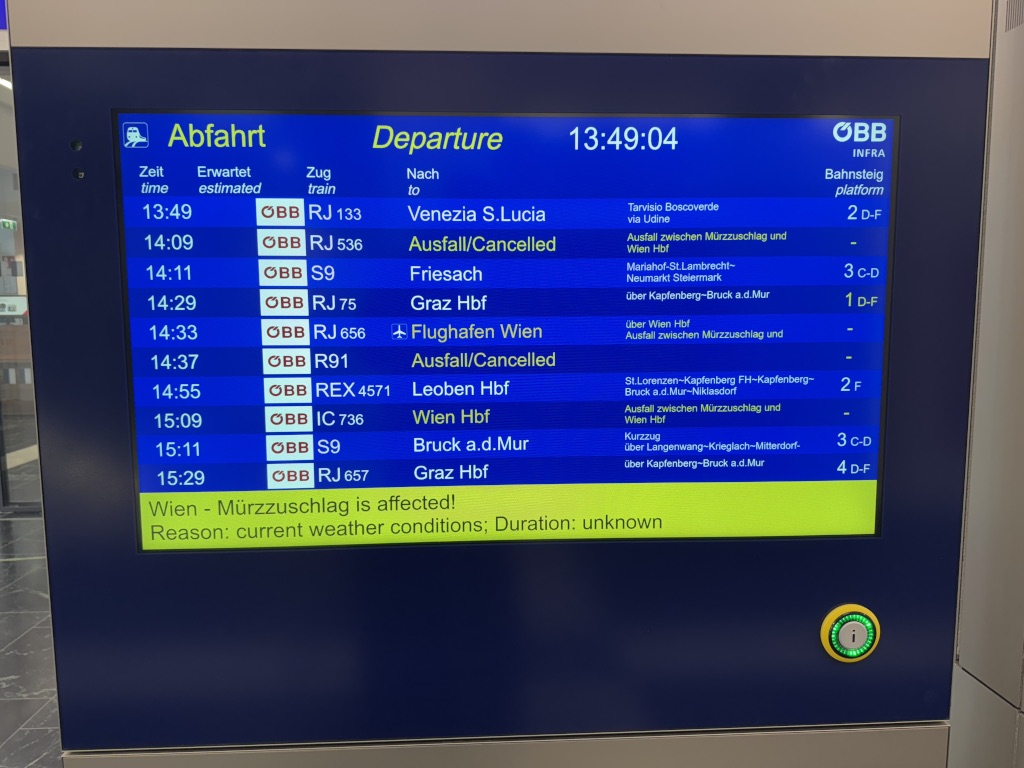 Abfahrt Departure 13:49:04 ÖBB
INFRA
Zeit Erwartet Zug Nach Bahnsteig
time estimated train to platform
13:49 ÖBB RJ 133 Venezia S.Lucia Tarvisio Boscoverde 2 D-F
via Udine
14:09 ÖBB RJ 536 Ausfall/Cancelled Ausfall zwischen Mürzzuschlag und -
Wien Hbf
14:11 ÖBB S9 Friesach Mariahof-St.Lambrecht~ 3 C-D
Neumarkt Steiermark
14:29 ÖBB RJ 75 Graz Hbf über Kapfenberg~Bruck a.d.Mur 1 D-F
14:33 ÖBB RJ 656 Flughafen Wien über Wien Hbf -
Ausfall zwischen Mürzzuschlag und
14:37 ÖBB R91 Ausfall/Cancelled -
14:55 ÖBB REX 4571 Leoben Hbf St.Lorenzen~Kapfenberg FH~Kapfenberg~ 2 F
Bruck a.d.Mur~Niklasdorf
15:09 ÖBB IC 736 Wien Hbf Ausfall zwischen Mürzzuschlag und -
Wien Hbf
15:11 ÖBB S9 Bruck a.d.Mur Kurzzug 3 C-D
über Langenwang~Krieglach~Mitterdorf-
15:29 ÖBB RJ 657 Graz Hbf über Kapfenberg~Bruck a.d.Mur 4 D-F
Wien - Mürzzuschlag is affected!
Reason: current weather conditions; Duration: unknown
i